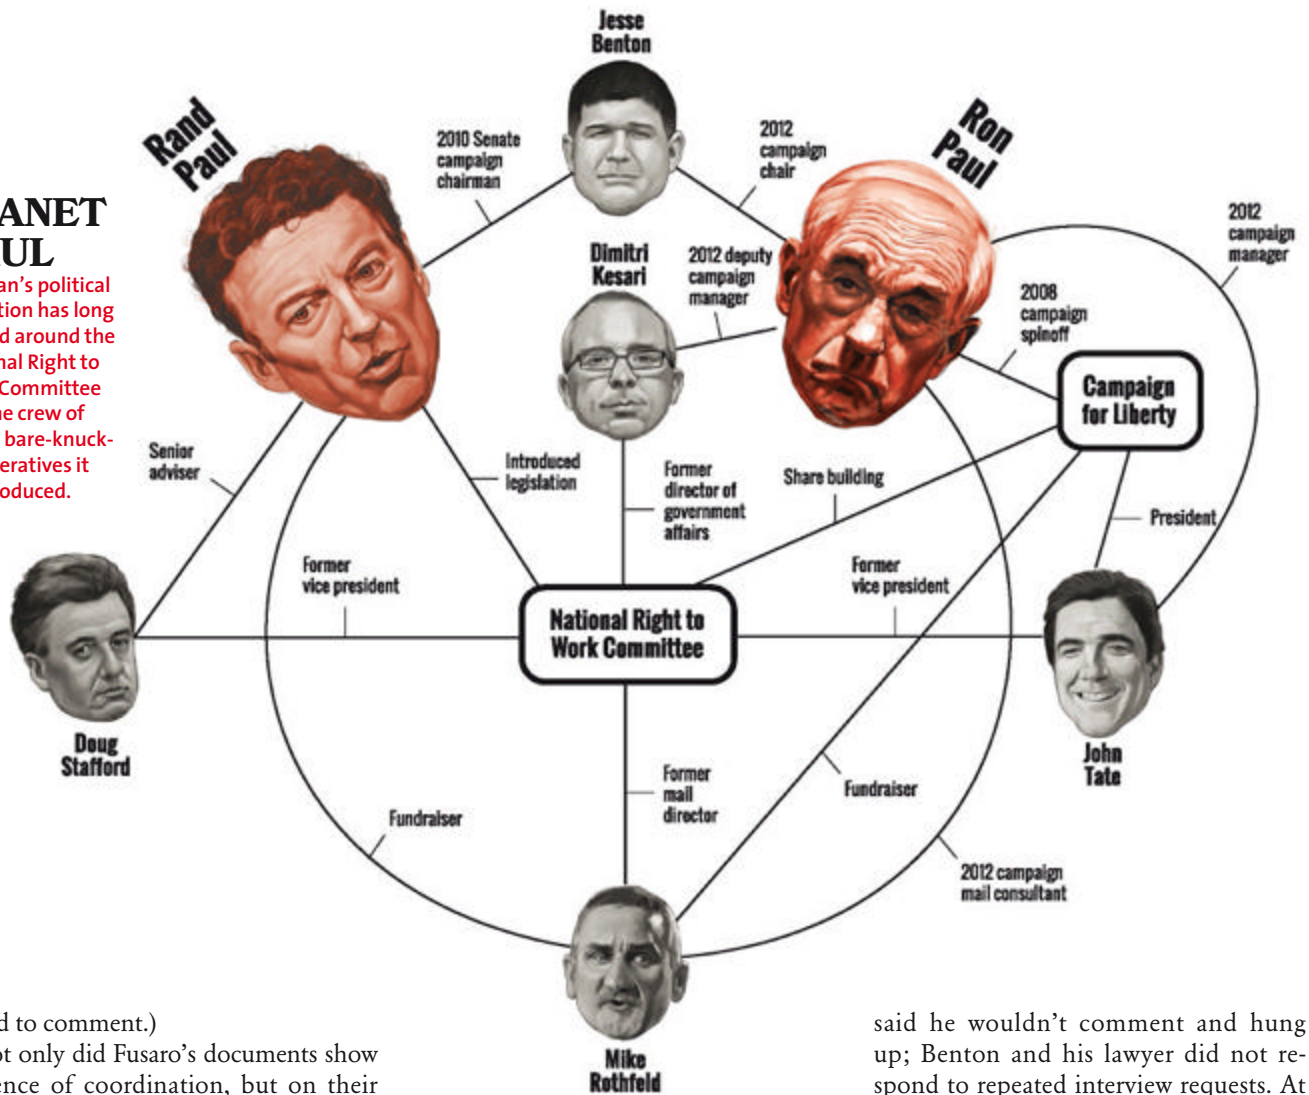 Jesse
Benton
Rand
Paul
Ron
Paul
2010 Senate
campaign
chairman
2012
campaign
chair
ANET
UL
an's political
tion has long
d around the
nal Right to
Committee
ne crew of
bare-knuck-
eratives it
oduced.
Dimitri
Kesari
2012 deputy
campaign
manager
2012
campaign
manager
2008
campaign
spinoff
Campaign
for Liberty
Senior
adviser
Introduced
legislation
Former
director of
government
affairs
Share building
President
Former
vice president
Former
vice president
National Right to
Work Committee
Doug
Stafford
John
Tate
Former
mail
director
Fundraiser
Fundraiser
2012 campaign
mail consultant
Mike
Rothfeld
d to comment.)
ot only did Fusaro's documents show
ence of coordination, but on their
said he wouldn't comment and hung
up; Benton and his lawyer did not re-
spond to repeated interview requests. At